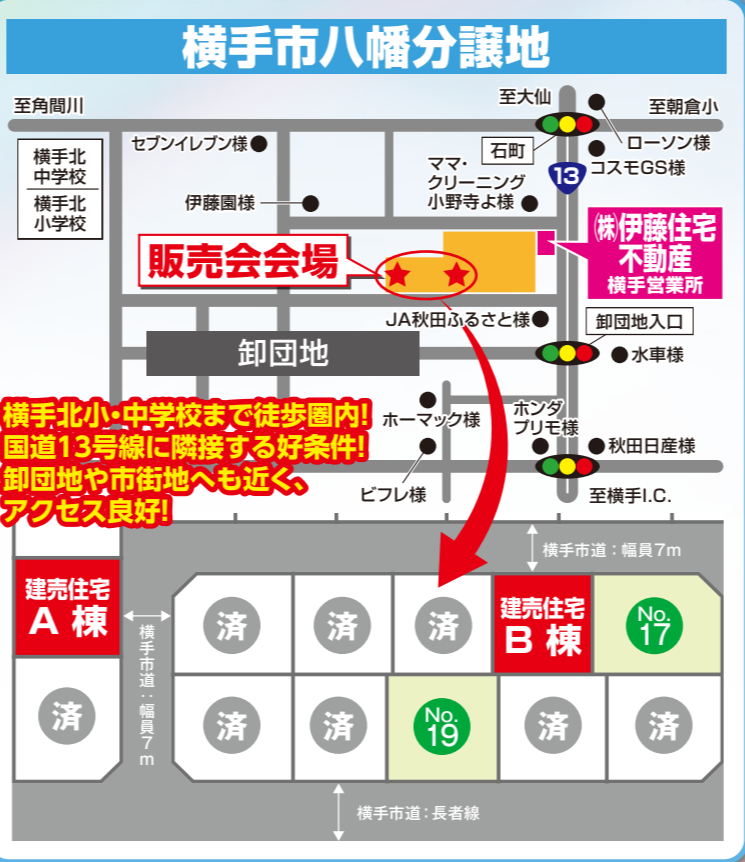 横手市八幡分譲地
至角間川
至大仙
至朝倉小
石町
ローソン様
コスモGS様
13
横手北
中学校
横手北
小学校
セブンイレブン様
伊藤園様
ママ・
クリーニング
小野寺よ様
㈱伊藤住宅
不動産
横手営業所
販売会会場
JA秋田ふるさと様
卸団地入口
卸団地
水車様
横手北小・中学校まで徒歩圏内!
国道13号線に隣接する好条件!
卸団地や市街地へも近く、
アクセス良好!
ホーマック様
ホンダ
プリモ様
秋田日産様
ビフレ様
至横手I.C.
横手市道：幅員7m
建売住宅
A 棟
横手市道：幅員7m
済
済
済
建売住宅
B 棟
No.
17
済
済
済
No.
19
済
済
横手市道：長者線